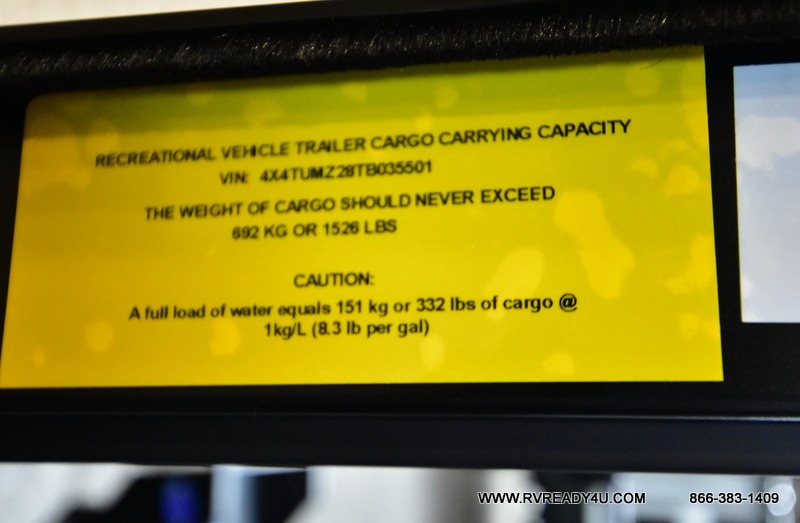 RECREATIONAL VEHICLE TRAILER CARGO CARRYING CAPACITY
VIN: 4X4TUMZ28TB035501
THE WEIGHT OF CARGO SHOULD NEVER EXCEED
692 KG OR 1526 LBS
CAUTION:
A full load of water equals 151 kg or 332 lbs of cargo @
1kg/L (8.3 lb per gal)
WWW.RVREADY4U.COM 866-383-1409